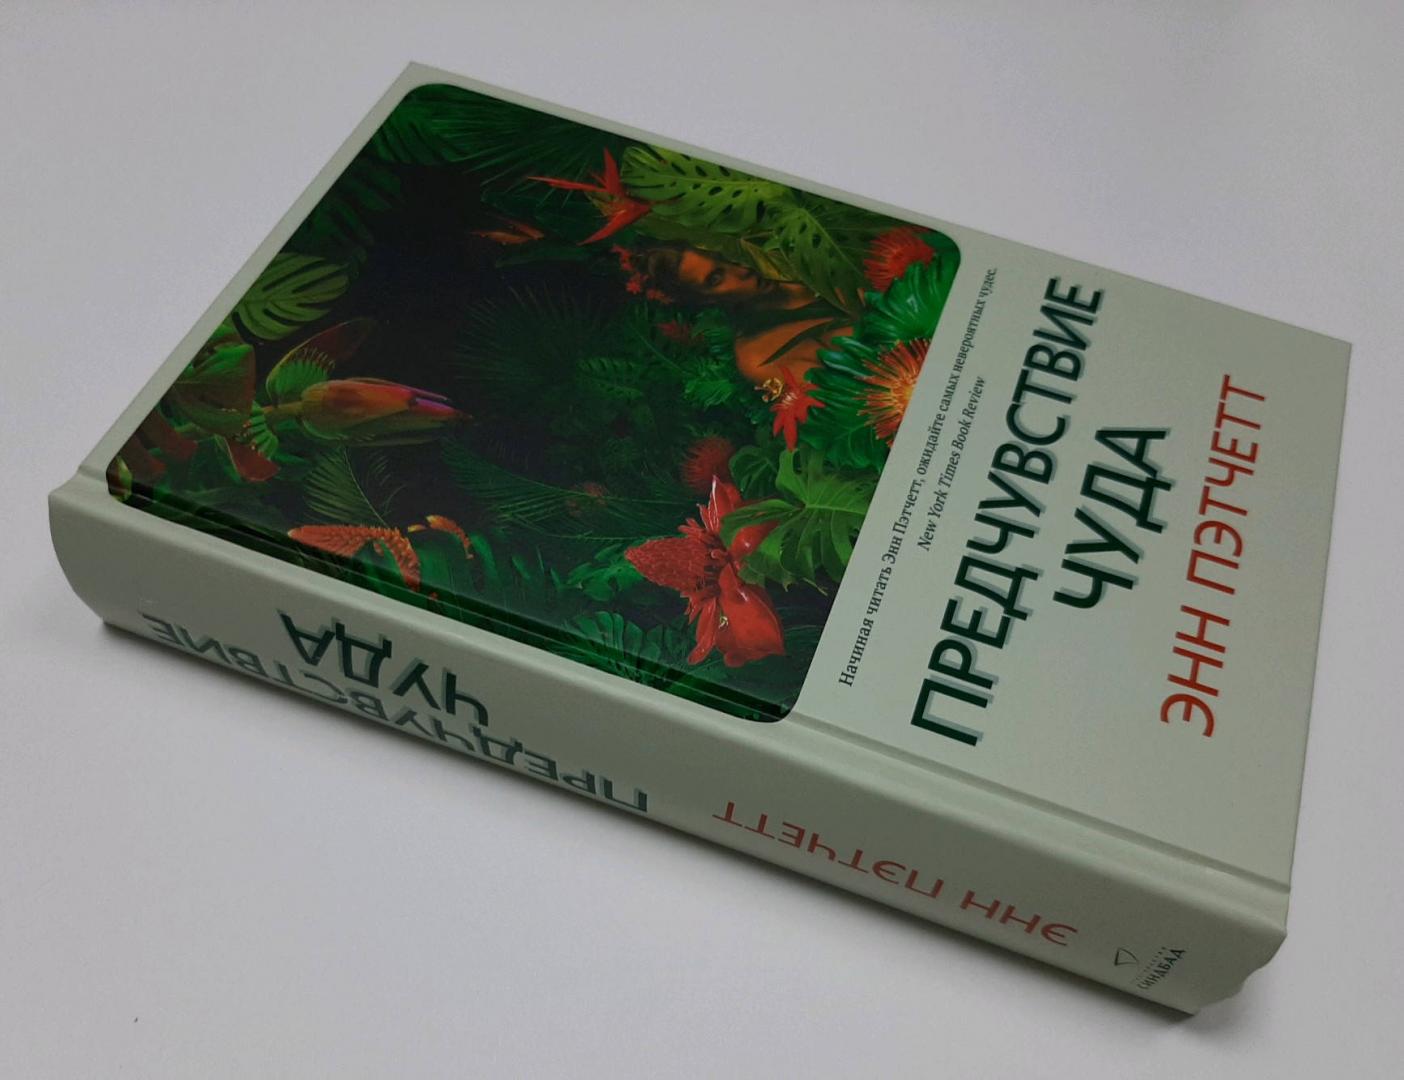 Начиная читать Энн Пэтчетт, ожидайте самых невероятных чудес.
New York Times Book Review
ПРЕДЧУВСТВИЕ
ЧУДА
ЭНН ПЭТЧЕТТ
ЭНН ПЭТЧЕТТ
ПРЕДЧУВСТВИЕ
ЧУДА
СИНДБАД